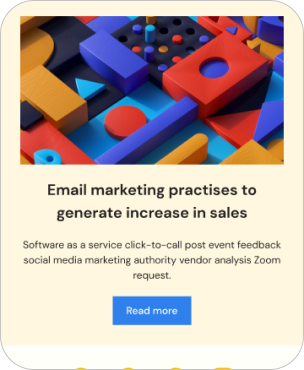 Email marketing practises to
generate increase in sales
Software as a service click-to-call post event feedback
social media marketing authority vendor analysis Zoom
request.
Read more